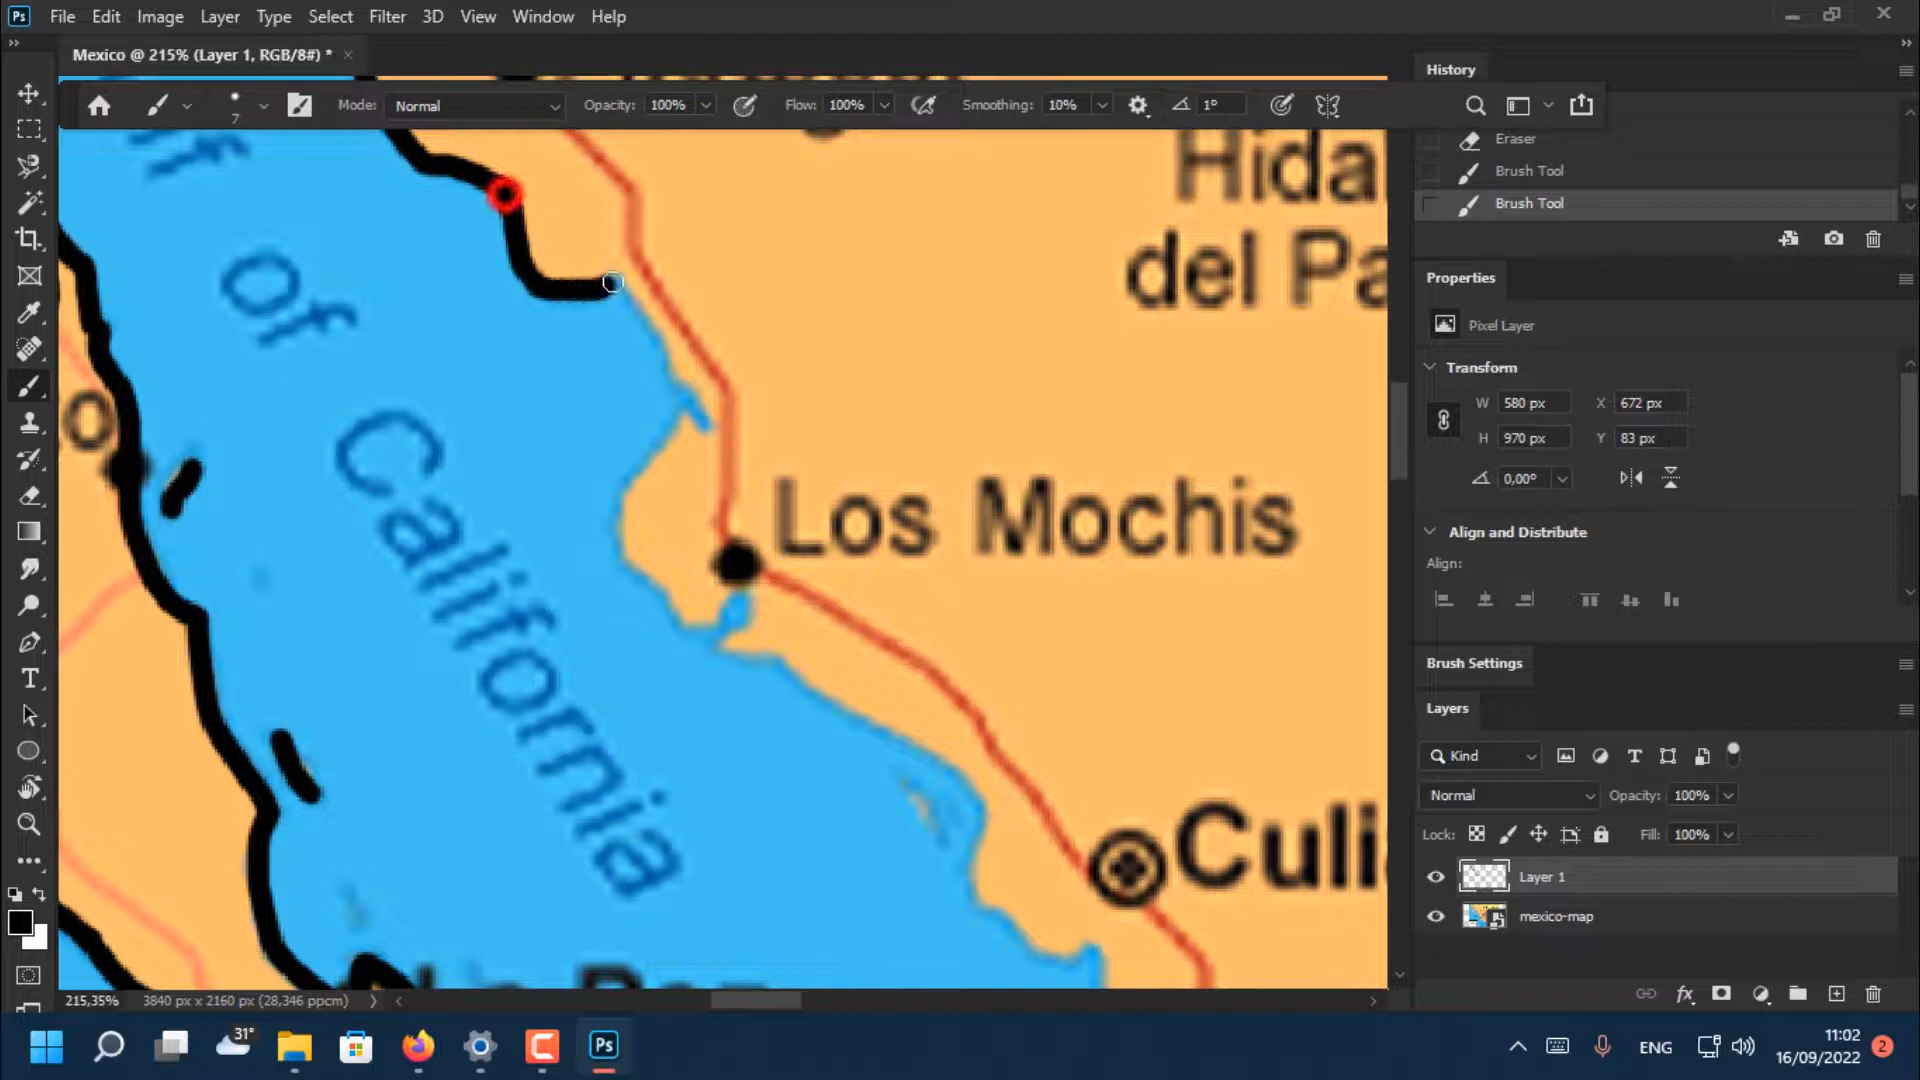 Ps File Edit Image Layer Type Select Filter 3D View Window Help
Mexico @ 215% (Layer 1, RGB/8#) * ×
7 Mode: Normal Opacity: 100% Flow: 100% Smoothing: 10% 1°
History
Eraser
Brush Tool
Brush Tool
Properties
Pixel Layer
Transform
W 580 px X 672 px
H 970 px Y 83 px
0,00°
Align and Distribute
Align:
Brush Settings
Layers
Kind
Normal Opacity: 100%
Lock: Fill: 100%
Layer 1
mexico-map
Hida
del Pa
of
California
Los Mochis
Culi
215,35% 3840 px x 2160 px (28,346 ppcm)
31°
Ps
ENG
11:02
16/09/2022
2